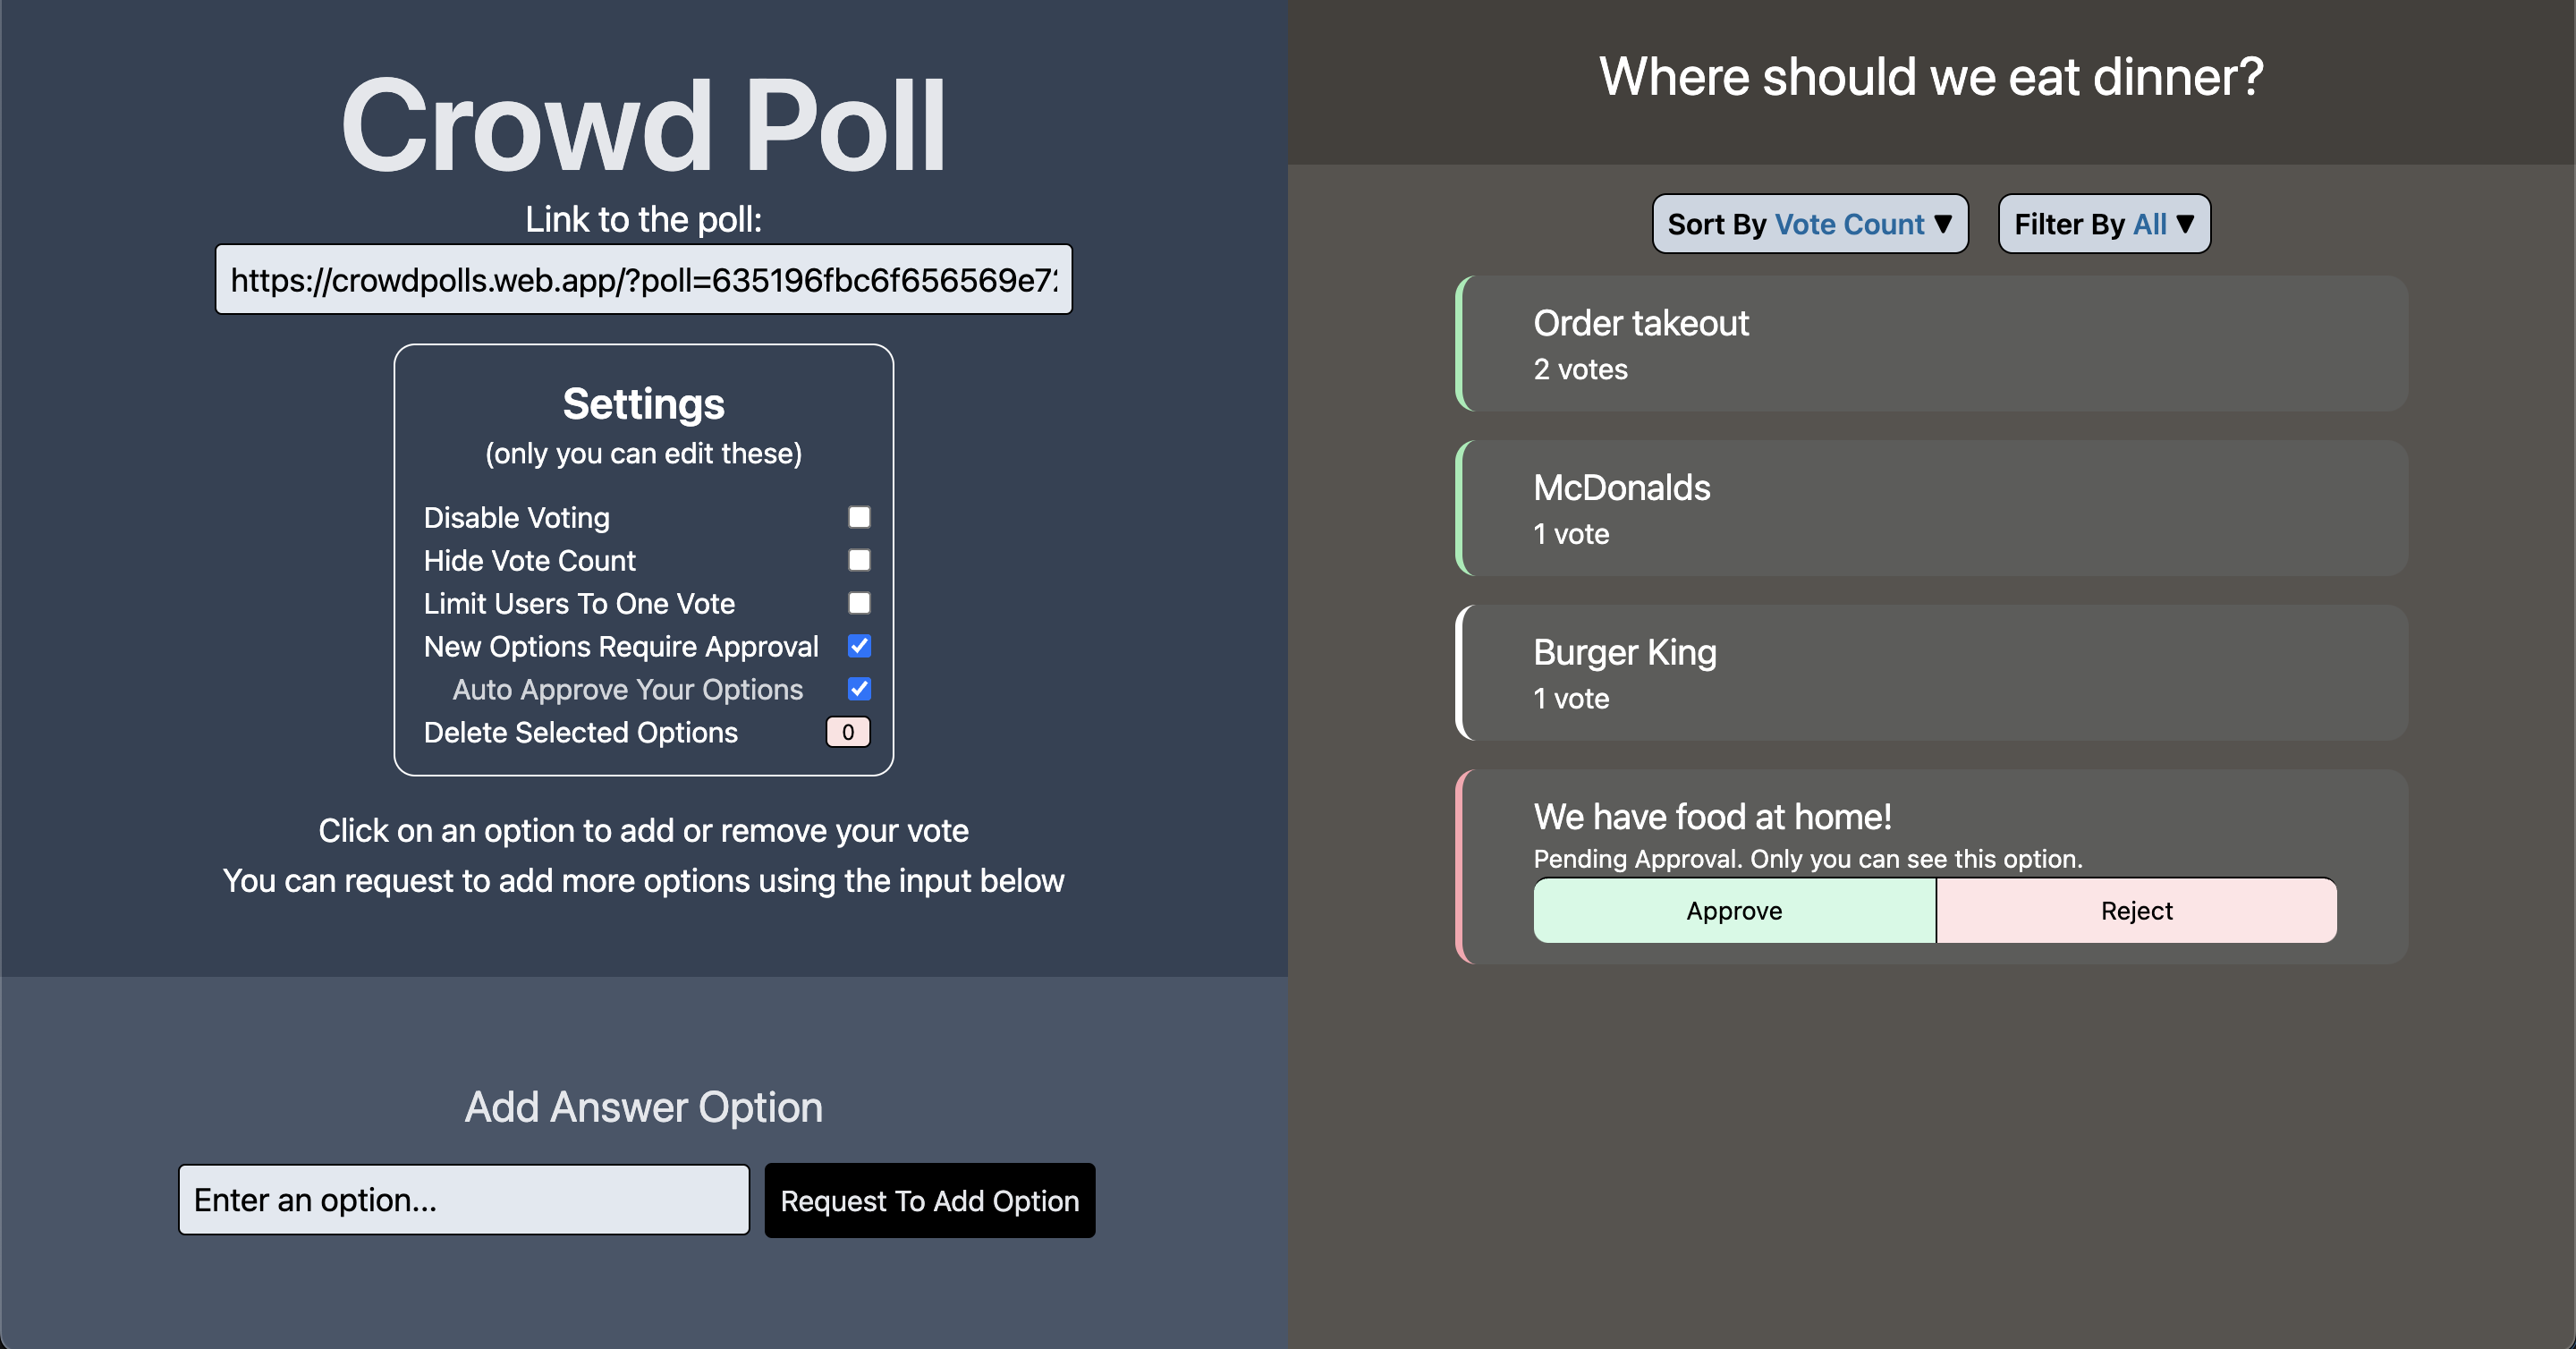 Crowd Poll
Link to the poll:
https://crowdpolls.web.app/?poll=635196fbc6f656569e7
Settings
(only you can edit these)
Disable Voting
Hide Vote Count
Limit Users To One Vote
New Options Require Approval
Auto Approve Your Options
Delete Selected Options 0
Click on an option to add or remove your vote
You can request to add more options using the input below
Add Answer Option
Enter an option...
Request To Add Option
Where should we eat dinner?
Sort By Vote Count ▼
Filter By All ▼
Order takeout
2 votes
McDonalds
1 vote
Burger King
1 vote
We have food at home!
Pending Approval. Only you can see this option.
Approve
Reject